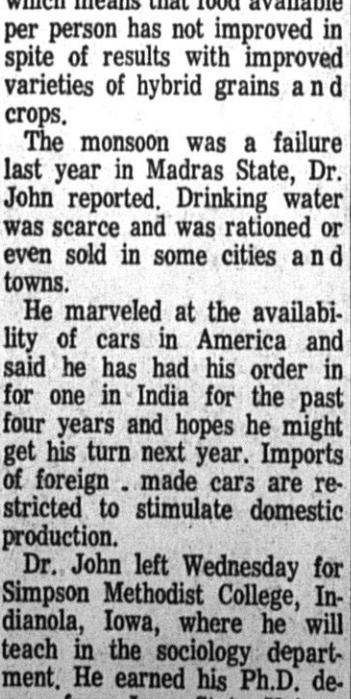 which means that food available
per person has not improved in
spite of results with improved
varieties of hybrid grains a n d
crops.
The monsoon was a failure
last year in Madras State, Dr.
John reported. Drinking water
was scarce and was rationed or
even sold in some cities a n d
towns.
He marveled at the availabi-
lity of cars in America and
said he has had his order in
for one in India for the past
four years and hopes he might
get his turn next year. Imports
of foreign . made cars are re-
stricted to stimulate domestic
production.
Dr. John left Wednesday for
Simpson Methodist College, In-
dianola, Iowa, where he will
teach in the sociology depart-
ment. He earned his Ph.D. de-